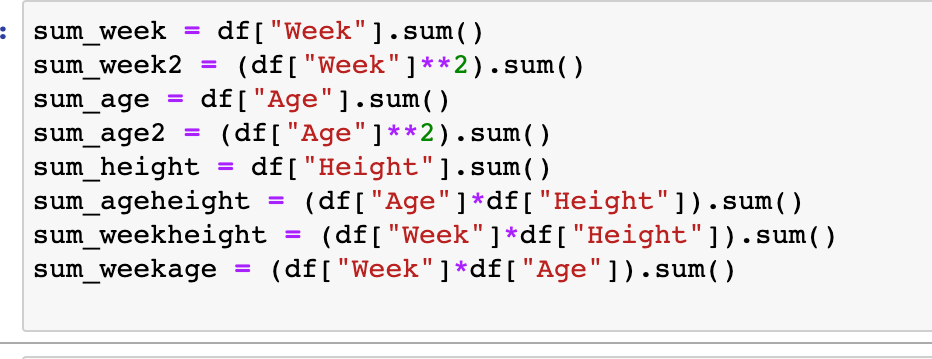 :
sum_week = df["Week"].sum()
sum_week2 = (df["Week"]**2).sum()
sum_age = df["Age"].sum()
sum_age2 = (df["Age"]**2).sum()
sum_height = df["Height"].sum()
sum_ageheight = (df["Age"]*df["Height"]).sum()
sum_weekheight = (df["Week"]*df["Height"]).sum()
sum_weekage = (df["Week"]*df["Age"]).sum()